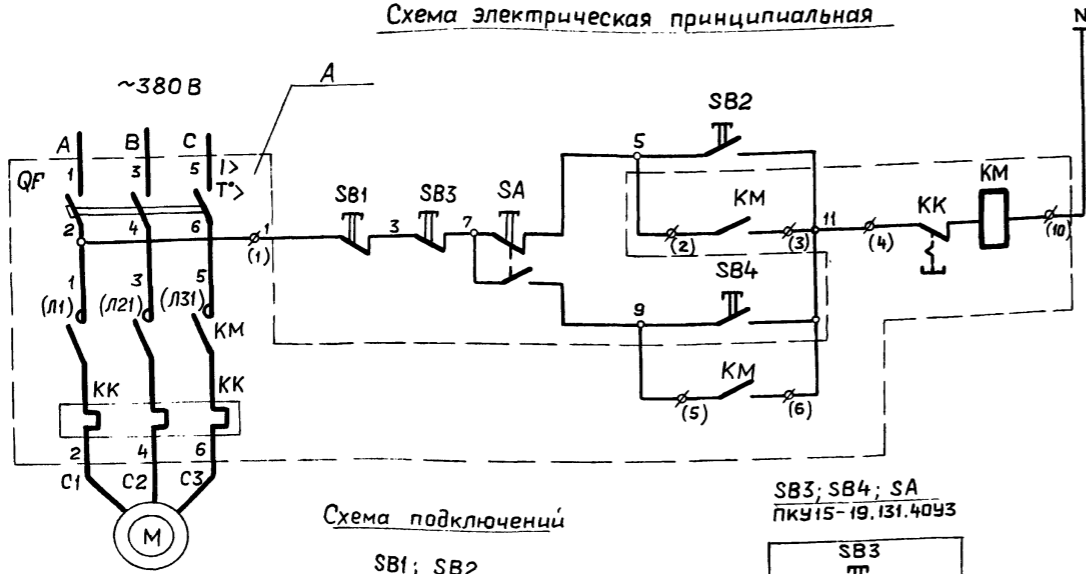 Схема электрическая принципиальная
N
~380 В
A
A B C
1 3 5 I>
QF T°>
2 4 6
SB1 SB3 SA
1 3 7
(1)
SB2
5
KM
(2) (3)
11
(4)
KK
KM
(10)
SB4
9
KM
(5) (6)
1 3 5
(Л1) (Л21) (Л31)
KM
KK KK
2 4 6
C1 C2 C3
M
Схема подключений
SB1; SB2
SB3; SB4; SA
ПКУ15-19.131.40У3
SB3